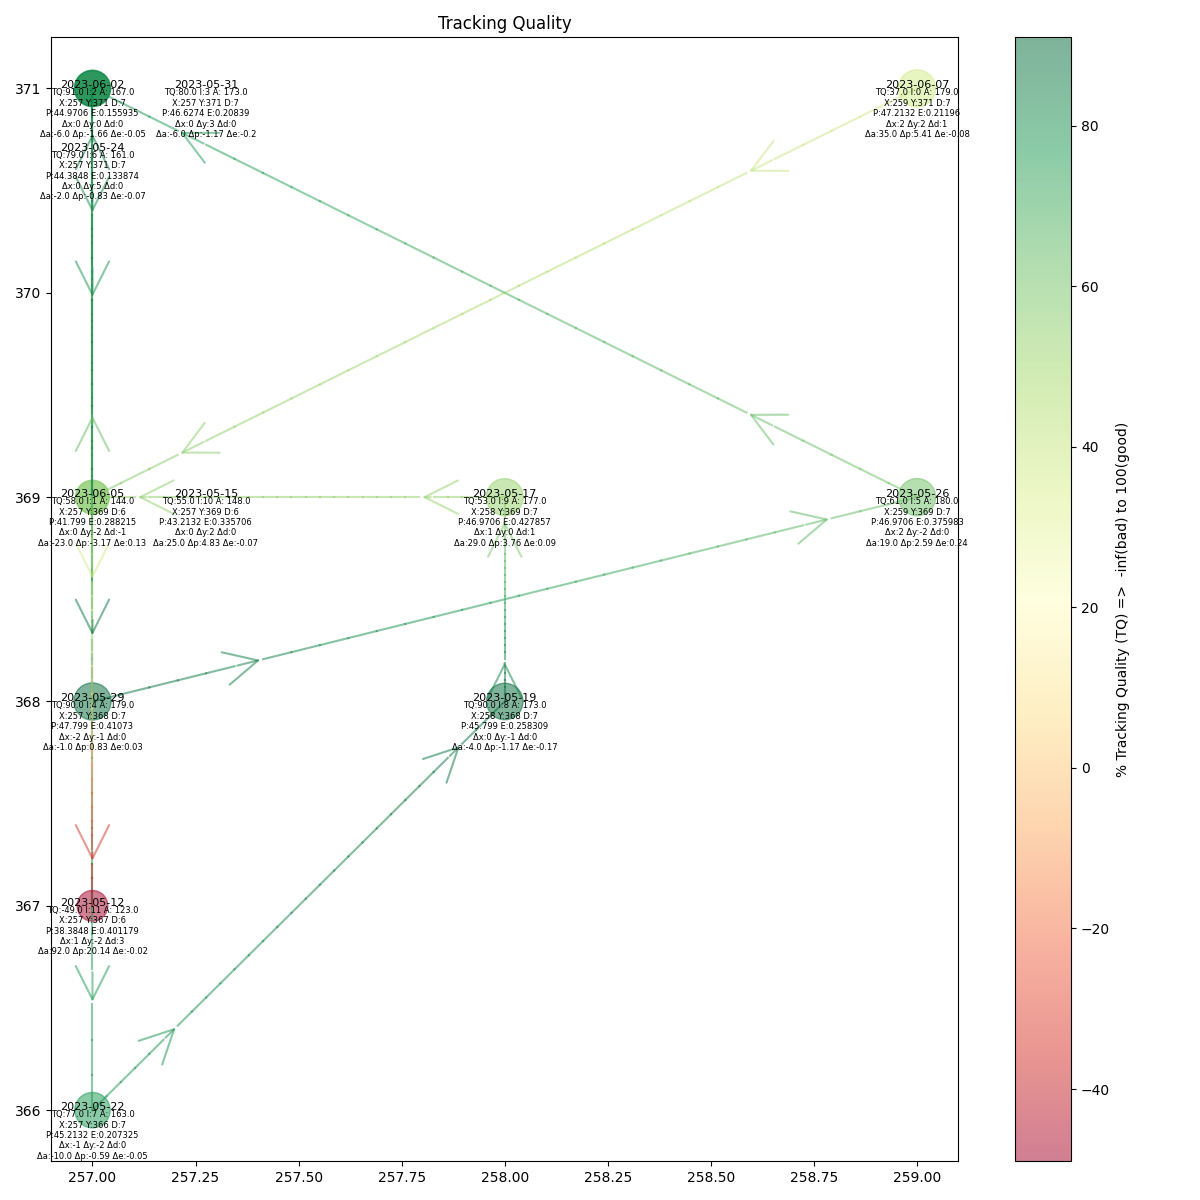 Tracking Quality
371
370
369
368
367
366
2023-06-02
TQ:91.0 I:2 A: 167.0
X:257 Y:371 D:7
P:44.9706 E:0.155935
Δx:0 Δy:0 Δd:0
Δa:-6.0 Δp:-1.66 Δe:-0.05
2023-05-31
TQ:80.0 I:3 A: 173.0
X:257 Y:371 D:7
P:46.6274 E:0.20839
Δx:0 Δy:3 Δd:0
Δa:-6.0 Δp:-1.17 Δe:-0.2
2023-06-07
TQ:37.0 I:0 A: 179.0
X:259 Y:371 D:7
P:47.2132 E:0.21196
Δx:2 Δy:2 Δd:1
Δa:35.0 Δp:5.41 Δe:-0.08
2023-05-24
TQ:79.0 I:6 A: 161.0
X:257 Y:371 D:7
P:44.3848 E:0.133874
Δx:0 Δy:5 Δd:0
Δa:-2.0 Δp:-0.83 Δe:-0.07
2023-06-05
TQ:58.0 I:1 A: 144.0
X:257 Y:369 D:6
P:41.799 E:0.288215
Δx:0 Δy:-2 Δd:-1
Δa:-23.0 Δp:-3.17 Δe:0.13
2023-05-15
TQ:55.0 I:10 A: 148.0
X:257 Y:369 D:6
P:43.2132 E:0.335706
Δx:0 Δy:2 Δd:0
Δa:25.0 Δp:4.83 Δe:-0.07
2023-05-17
TQ:53.0 I:9 A: 177.0
X:258 Y:369 D:7
P:46.9706 E:0.427857
Δx:1 Δy:0 Δd:1
Δa:29.0 Δp:3.76 Δe:0.09
2023-05-26
TQ:61.0 I:5 A: 180.0
X:259 Y:369 D:7
P:46.9706 E:0.375983
Δx:2 Δy:-2 Δd:0
Δa:19.0 Δp:2.59 Δe:0.24
2023-05-29
TQ:90.0 I:4 A: 179.0
X:257 Y:368 D:7
P:47.799 E:0.41073
Δx:-2 Δy:-1 Δd:0
Δa:-1.0 Δp:0.83 Δe:0.03
2023-05-19
TQ:90.0 I:8 A: 173.0
X:258 Y:368 D:7
P:45.799 E:0.258309
Δx:0 Δy:-1 Δd:0
Δa:-4.0 Δp:-1.17 Δe:-0.17
2023-05-12
TQ:-49.0 I:11 A: 123.0
X:257 Y:367 D:6
P:38.3848 E:0.401179
Δx:1 Δy:-2 Δd:3
Δa:92.0 Δp:20.14 Δe:-0.02
2023-05-22
TQ:77.0 I:7 A: 163.0
X:257 Y:366 D:7
P:45.2132 E:0.207325
Δx:-1 Δy:-2 Δd:0
Δa:-10.0 Δp:-0.59 Δe:-0.05
257.00 257.25 257.50 257.75 258.00 258.25 258.50 258.75 259.00
80
60
40
20
0
−20
−40
% Tracking Quality (TQ) => -inf(bad) to 100(good)